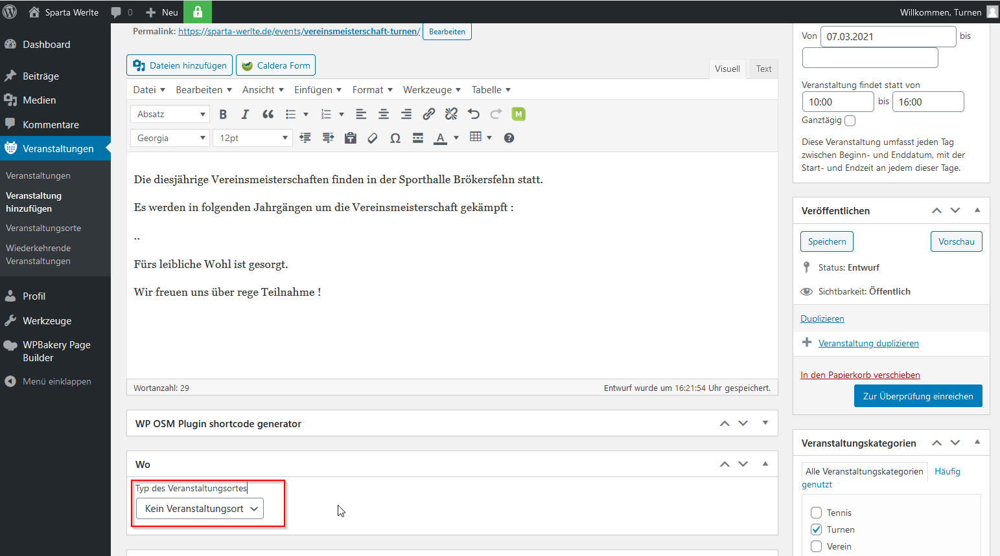 Sparta Werlte
0
Neu
Willkommen, Turnen
Dashboard
Beiträge
Medien
Kommentare
Veranstaltungen
Veranstaltungen
Veranstaltung
hinzufügen
Veranstaltungsorte
Wiederkehrende
Veranstaltungen
Profil
Werkzeuge
WPBakery Page
Builder
Menü einklappen
Permalink: https://sparta-werlte.de/events/vereinsmeisterschaft-turnen/ Bearbeiten
Dateien hinzufügen
Caldera Form
Visuell
Text
Datei
Bearbeiten
Ansicht
Einfügen
Format
Werkzeuge
Tabelle
Absatz
Georgia
12pt
Die diesjährige Vereinsmeisterschaften finden in der Sporthalle Brökersfehn statt.
Es werden in folgenden Jahrgängen um die Vereinsmeisterschaft gekämpft :
..
Fürs leibliche Wohl ist gesorgt.
Wir freuen uns über rege Teilnahme !
Wortanzahl: 29
Entwurf wurde um 16:21:54 Uhr gespeichert.
WP OSM Plugin shortcode generator
Wo
Typ des Veranstaltungsortes
Kein Veranstaltungsort
Von 07.03.2021 bis
Veranstaltung findet statt von
10:00 bis 16:00
Ganztägig
Diese Veranstaltung umfasst jeden Tag
zwischen Beginn- und Enddatum, mit der
Start- und Endzeit an jedem dieser Tage.
Veröffentlichen
Speichern
Vorschau
Status: Entwurf
Sichtbarkeit: Öffentlich
Duplizieren
Veranstaltung duplizieren
In den Papierkorb verschieben
Zur Überprüfung einreichen
Veranstaltungskategorien
Alle Veranstaltungskategorien Häufig
genutzt
Tennis
Turnen
Verein